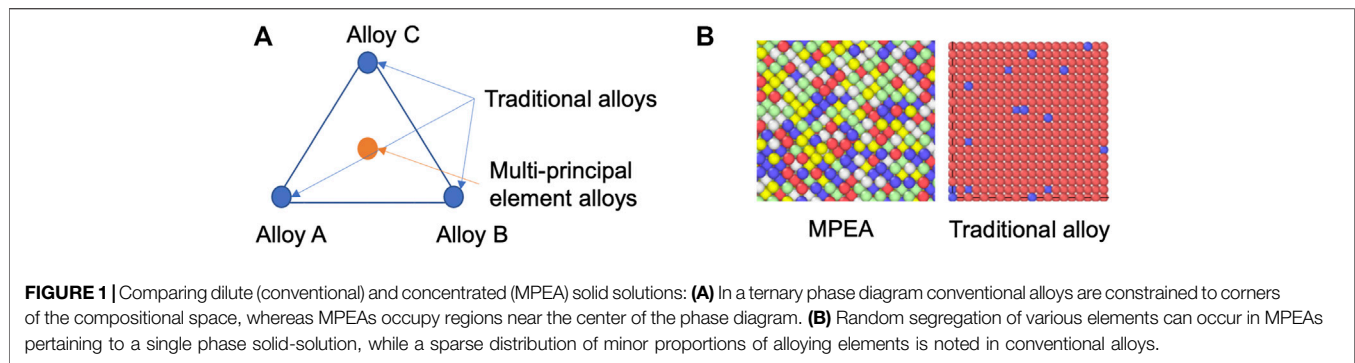 A
Alloy C
Traditional alloys
Multi-principal
element alloys
Alloy A
Alloy B
B
MPEA
Traditional alloy
FIGURE 1 | Comparing dilute (conventional) and concentrated (MPEA) solid solutions: (A) In a ternary phase diagram conventional alloys are constrained to corners
of the compositional space, whereas MPEAs occupy regions near the center of the phase diagram. (B) Random segregation of various elements can occur in MPEAs
pertaining to a single phase solid-solution, while a sparse distribution of minor proportions of alloying elements is noted in conventional alloys.